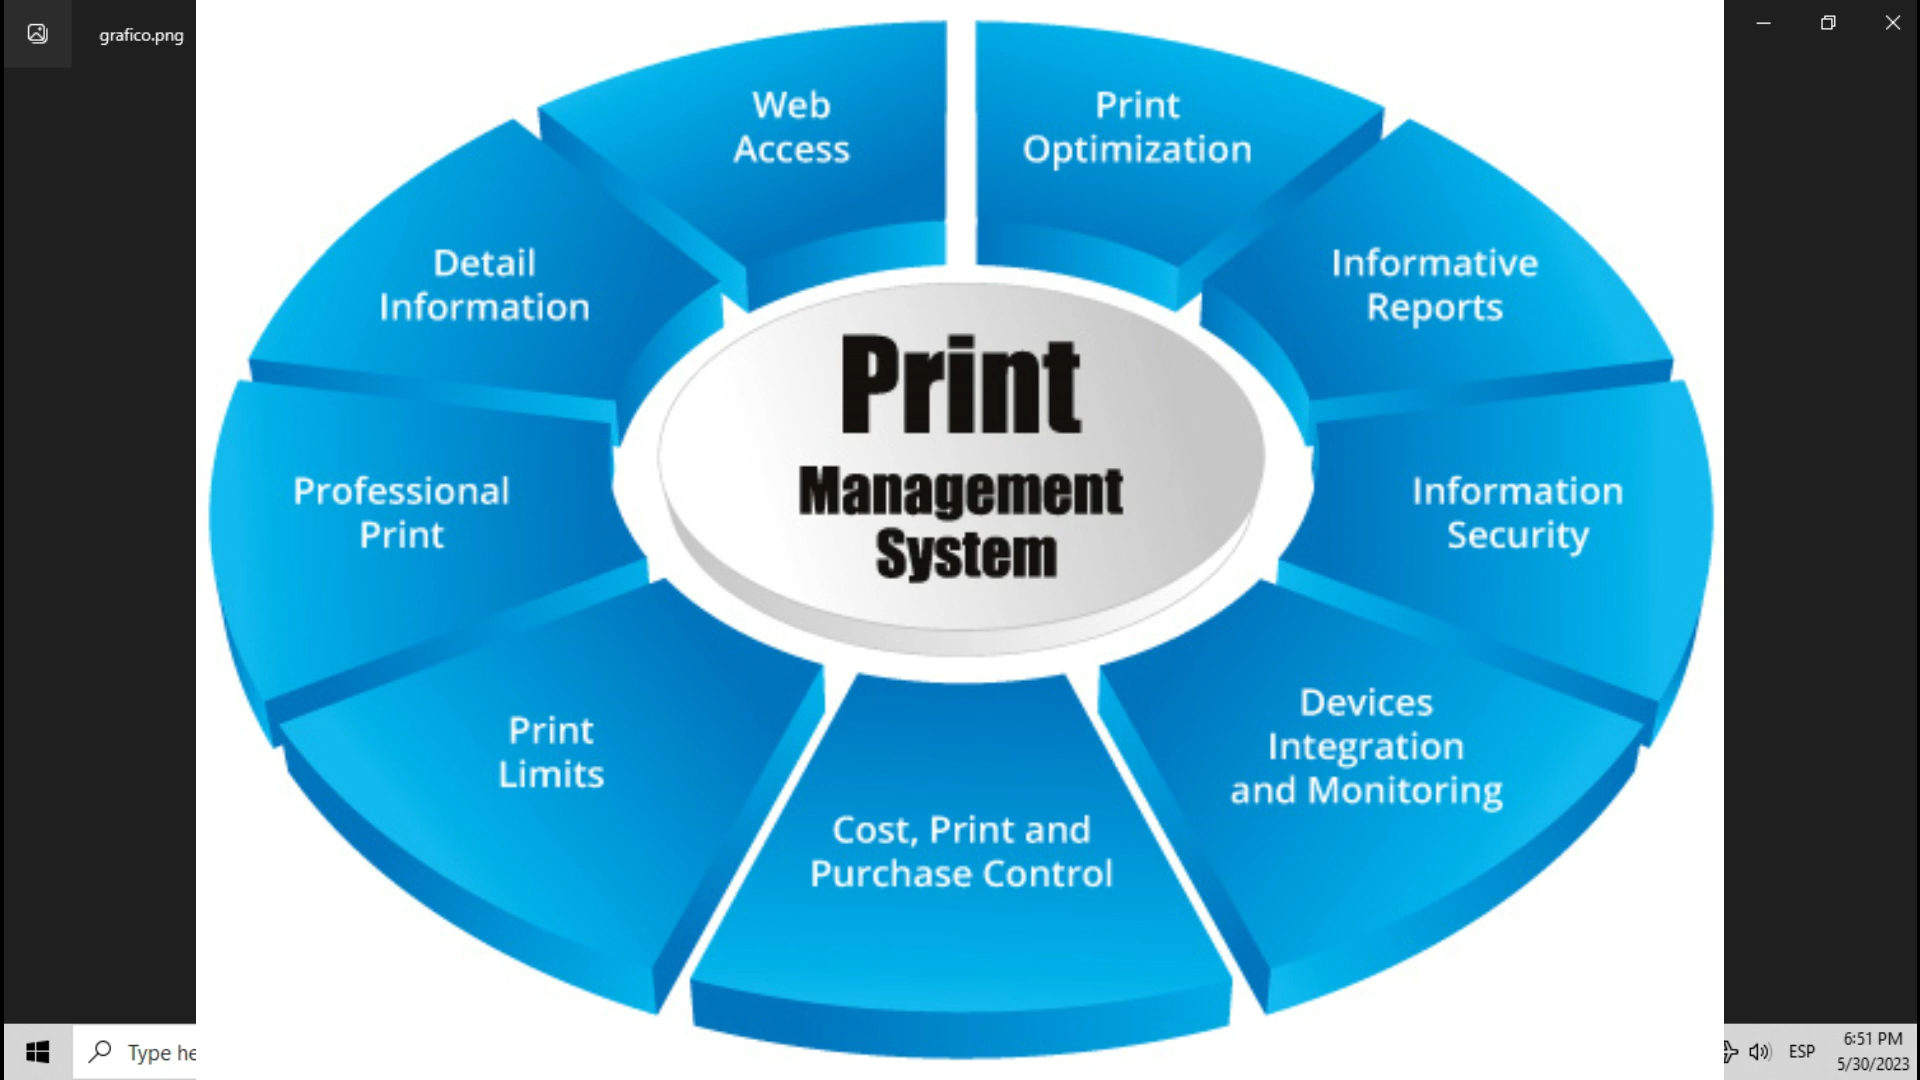 grafico.png
Web
Access
Print
Optimization
Detail
Information
Informative
Reports
Print
Management
System
Professional
Print
Information
Security
Print
Limits
Devices
Integration
and Monitoring
Cost, Print and
Purchase Control
Type he
ESP
6:51 PM
5/30/2023